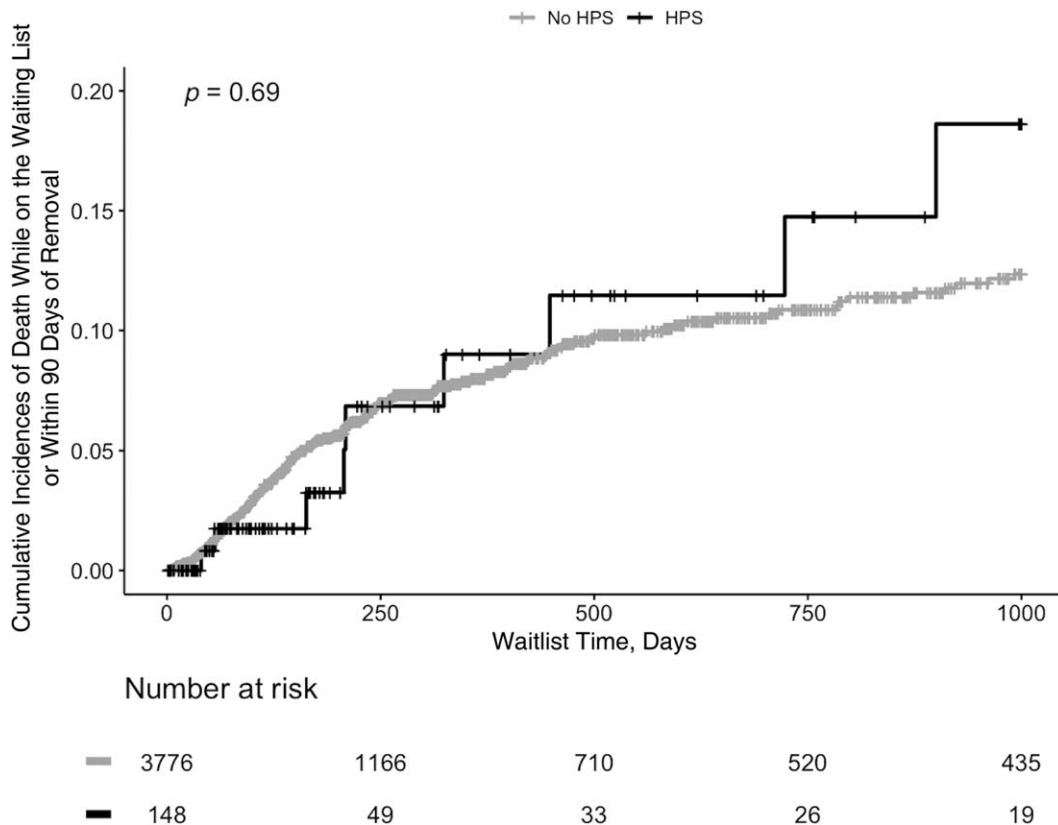 No HPS HPS
Cumulative Incidences of Death While on the Waiting List
or Within 90 Days of Removal
p = 0.69
0.20
0.15
0.10
0.05
0.00
0 250 500 750 1000
Waitlist Time, Days
Number at risk
3776 1166 710 520 435
148 49 33 26 19